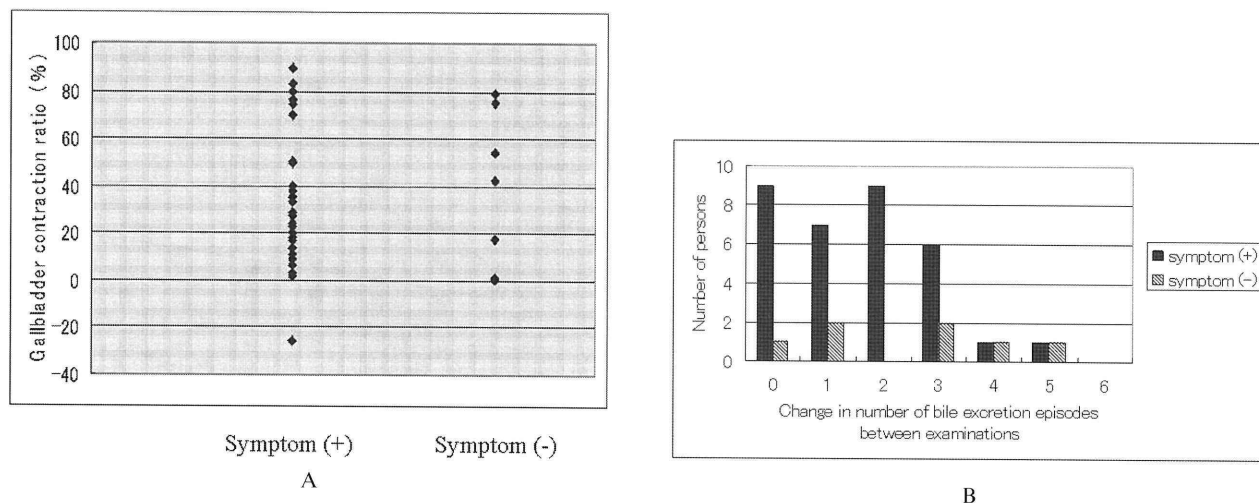 Gallbladder contraction ratio (%)
100
80
60
40
20
0
-20
-40
Symptom (+)
Symptom (-)
A
Number of persons
10
8
6
4
2
0
0 1 2 3 4 5 6
Change in number of bile excretion episodes
between examinations
symptom (+)
symptom (-)
B